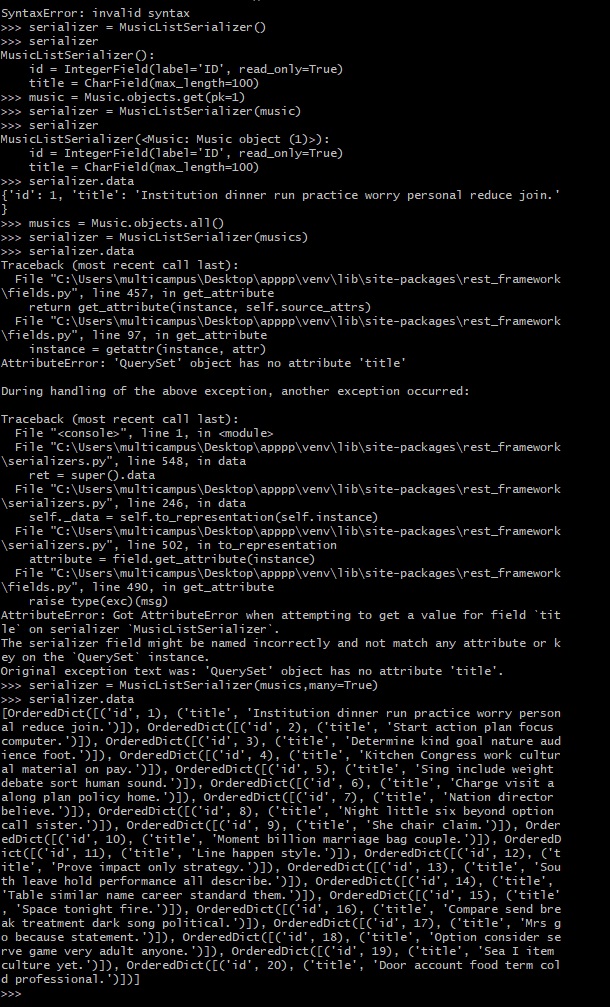 SyntaxError: invalid syntax
>>> serializer = MusicListSerializer()
>>> serializer
MusicListSerializer():
    id = IntegerField(label='ID', read_only=True)
    title = CharField(max_length=100)
>>> music = Music.objects.get(pk=1)
>>> serializer = MusicListSerializer(music)
>>> serializer
MusicListSerializer(<Music: Music object (1)>):
    id = IntegerField(label='ID', read_only=True)
    title = CharField(max_length=100)
>>> serializer.data
{'id': 1, 'title': 'Institution dinner run practice worry personal reduce join.'
}
>>> musics = Music.objects.all()
>>> serializer = MusicListSerializer(musics)
>>> serializer.data
Traceback (most recent call last):
  File "C:\Users\multicampus\Desktop\apppp\venv\lib\site-packages\rest_framework
\fields.py", line 457, in get_attribute
    return get_attribute(instance, self.source_attrs)
  File "C:\Users\multicampus\Desktop\apppp\venv\lib\site-packages\rest_framework
\fields.py", line 97, in get_attribute
    instance = getattr(instance, attr)
AttributeError: 'QuerySet' object has no attribute 'title'

During handling of the above exception, another exception occurred:

Traceback (most recent call last):
  File "<console>", line 1, in <module>
  File "C:\Users\multicampus\Desktop\apppp\venv\lib\site-packages\rest_framework
\serializers.py", line 548, in data
    ret = super().data
  File "C:\Users\multicampus\Desktop\apppp\venv\lib\site-packages\rest_framework
\serializers.py", line 246, in data
    self._data = self.to_representation(self.instance)
  File "C:\Users\multicampus\Desktop\apppp\venv\lib\site-packages\rest_framework
\serializers.py", line 502, in to_representation
    attribute = field.get_attribute(instance)
  File "C:\Users\multicampus\Desktop\apppp\venv\lib\site-packages\rest_framework
\fields.py", line 490, in get_attribute
    raise type(exc)(msg)
AttributeError: Got AttributeError when attempting to get a value for field `tit
le` on serializer `MusicListSerializer`.
The serializer field might be named incorrectly and not match any attribute or k
ey on the `QuerySet` instance.
Original exception text was: 'QuerySet' object has no attribute 'title'.
>>> serializer = MusicListSerializer(musics,many=True)
>>> serializer.data
[OrderedDict([('id', 1), ('title', 'Institution dinner run practice worry person
al reduce join.')]), OrderedDict([('id', 2), ('title', 'Start action plan focus
computer.')]), OrderedDict([('id', 3), ('title', 'Determine kind goal nature aud
ience foot.')]), OrderedDict([('id', 4), ('title', 'Kitchen Congress work cultur
al material on pay.')]), OrderedDict([('id', 5), ('title', 'Sing include weight
debate sort human sound.')]), OrderedDict([('id', 6), ('title', 'Charge visit a
along plan policy home.')]), OrderedDict([('id', 7), ('title', 'Nation director
believe.')]), OrderedDict([('id', 8), ('title', 'Night little six beyond option
call sister.')]), OrderedDict([('id', 9), ('title', 'She chair claim.')]), Order
edDict([('id', 10), ('title', 'Moment billion marriage bag couple.')]), OrderedD
ict([('id', 11), ('title', 'Line happen style.')]), OrderedDict([('id', 12), ('t
itle', 'Prove impact only strategy.')]), OrderedDict([('id', 13), ('title', 'Sou
th leave hold performance all describe.')]), OrderedDict([('id', 14), ('title',
'Table similar name career standard them.')]), OrderedDict([('id', 15), ('title'
, 'Space tonight fire.')]), OrderedDict([('id', 16), ('title', 'Compare send bre
ak treatment dark song political.')]), OrderedDict([('id', 17), ('title', 'Mrs g
o because statement.')]), OrderedDict([('id', 18), ('title', 'Option consider se
rve game very adult anyone.')]), OrderedDict([('id', 19), ('title', 'Sea I item
culture yet.')]), OrderedDict([('id', 20), ('title', 'Door account food term col
d professional.')])]
>>>